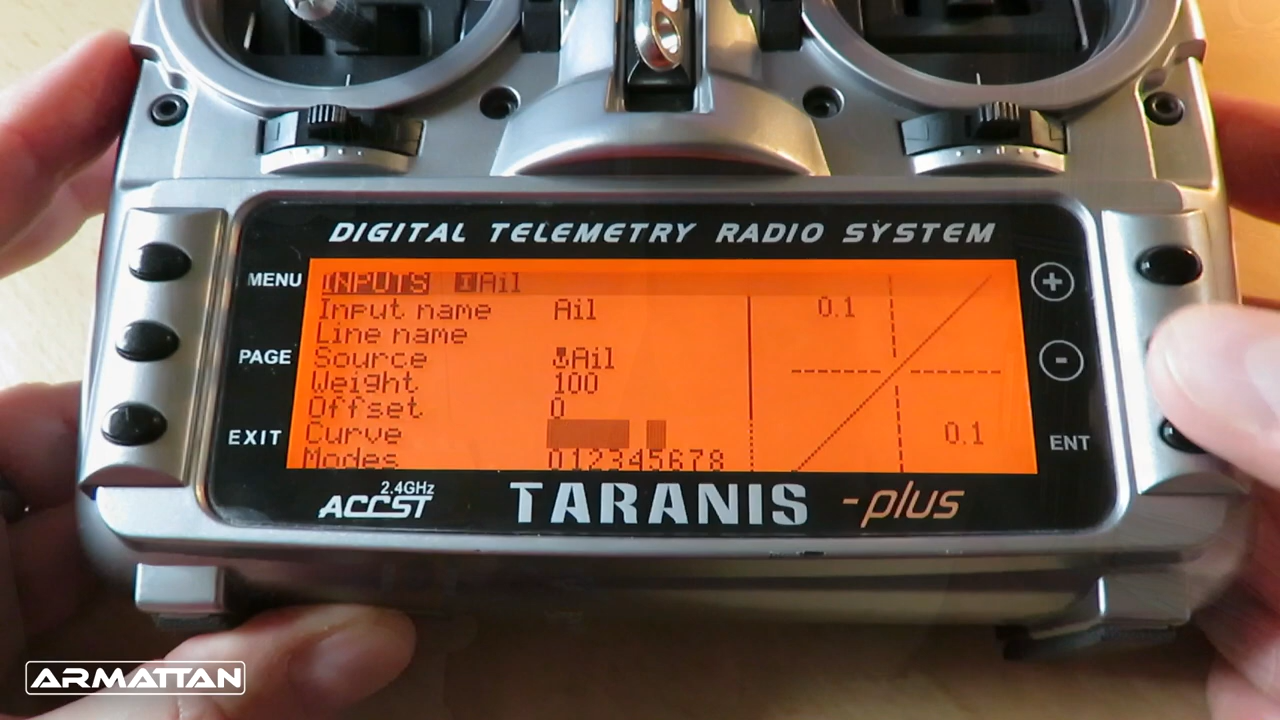 DIGITAL TELEMETRY RADIO SYSTEM
MENU
PAGE
EXIT
INPUTS IAil
Input name Ail
Line name
Source Ail
Weight 100
Offset 0
Curve
Modes 012345678
0.1
0.1
+
-
ENT
2.4GHz
ACCST
TARANIS -plus
ARMATTAN